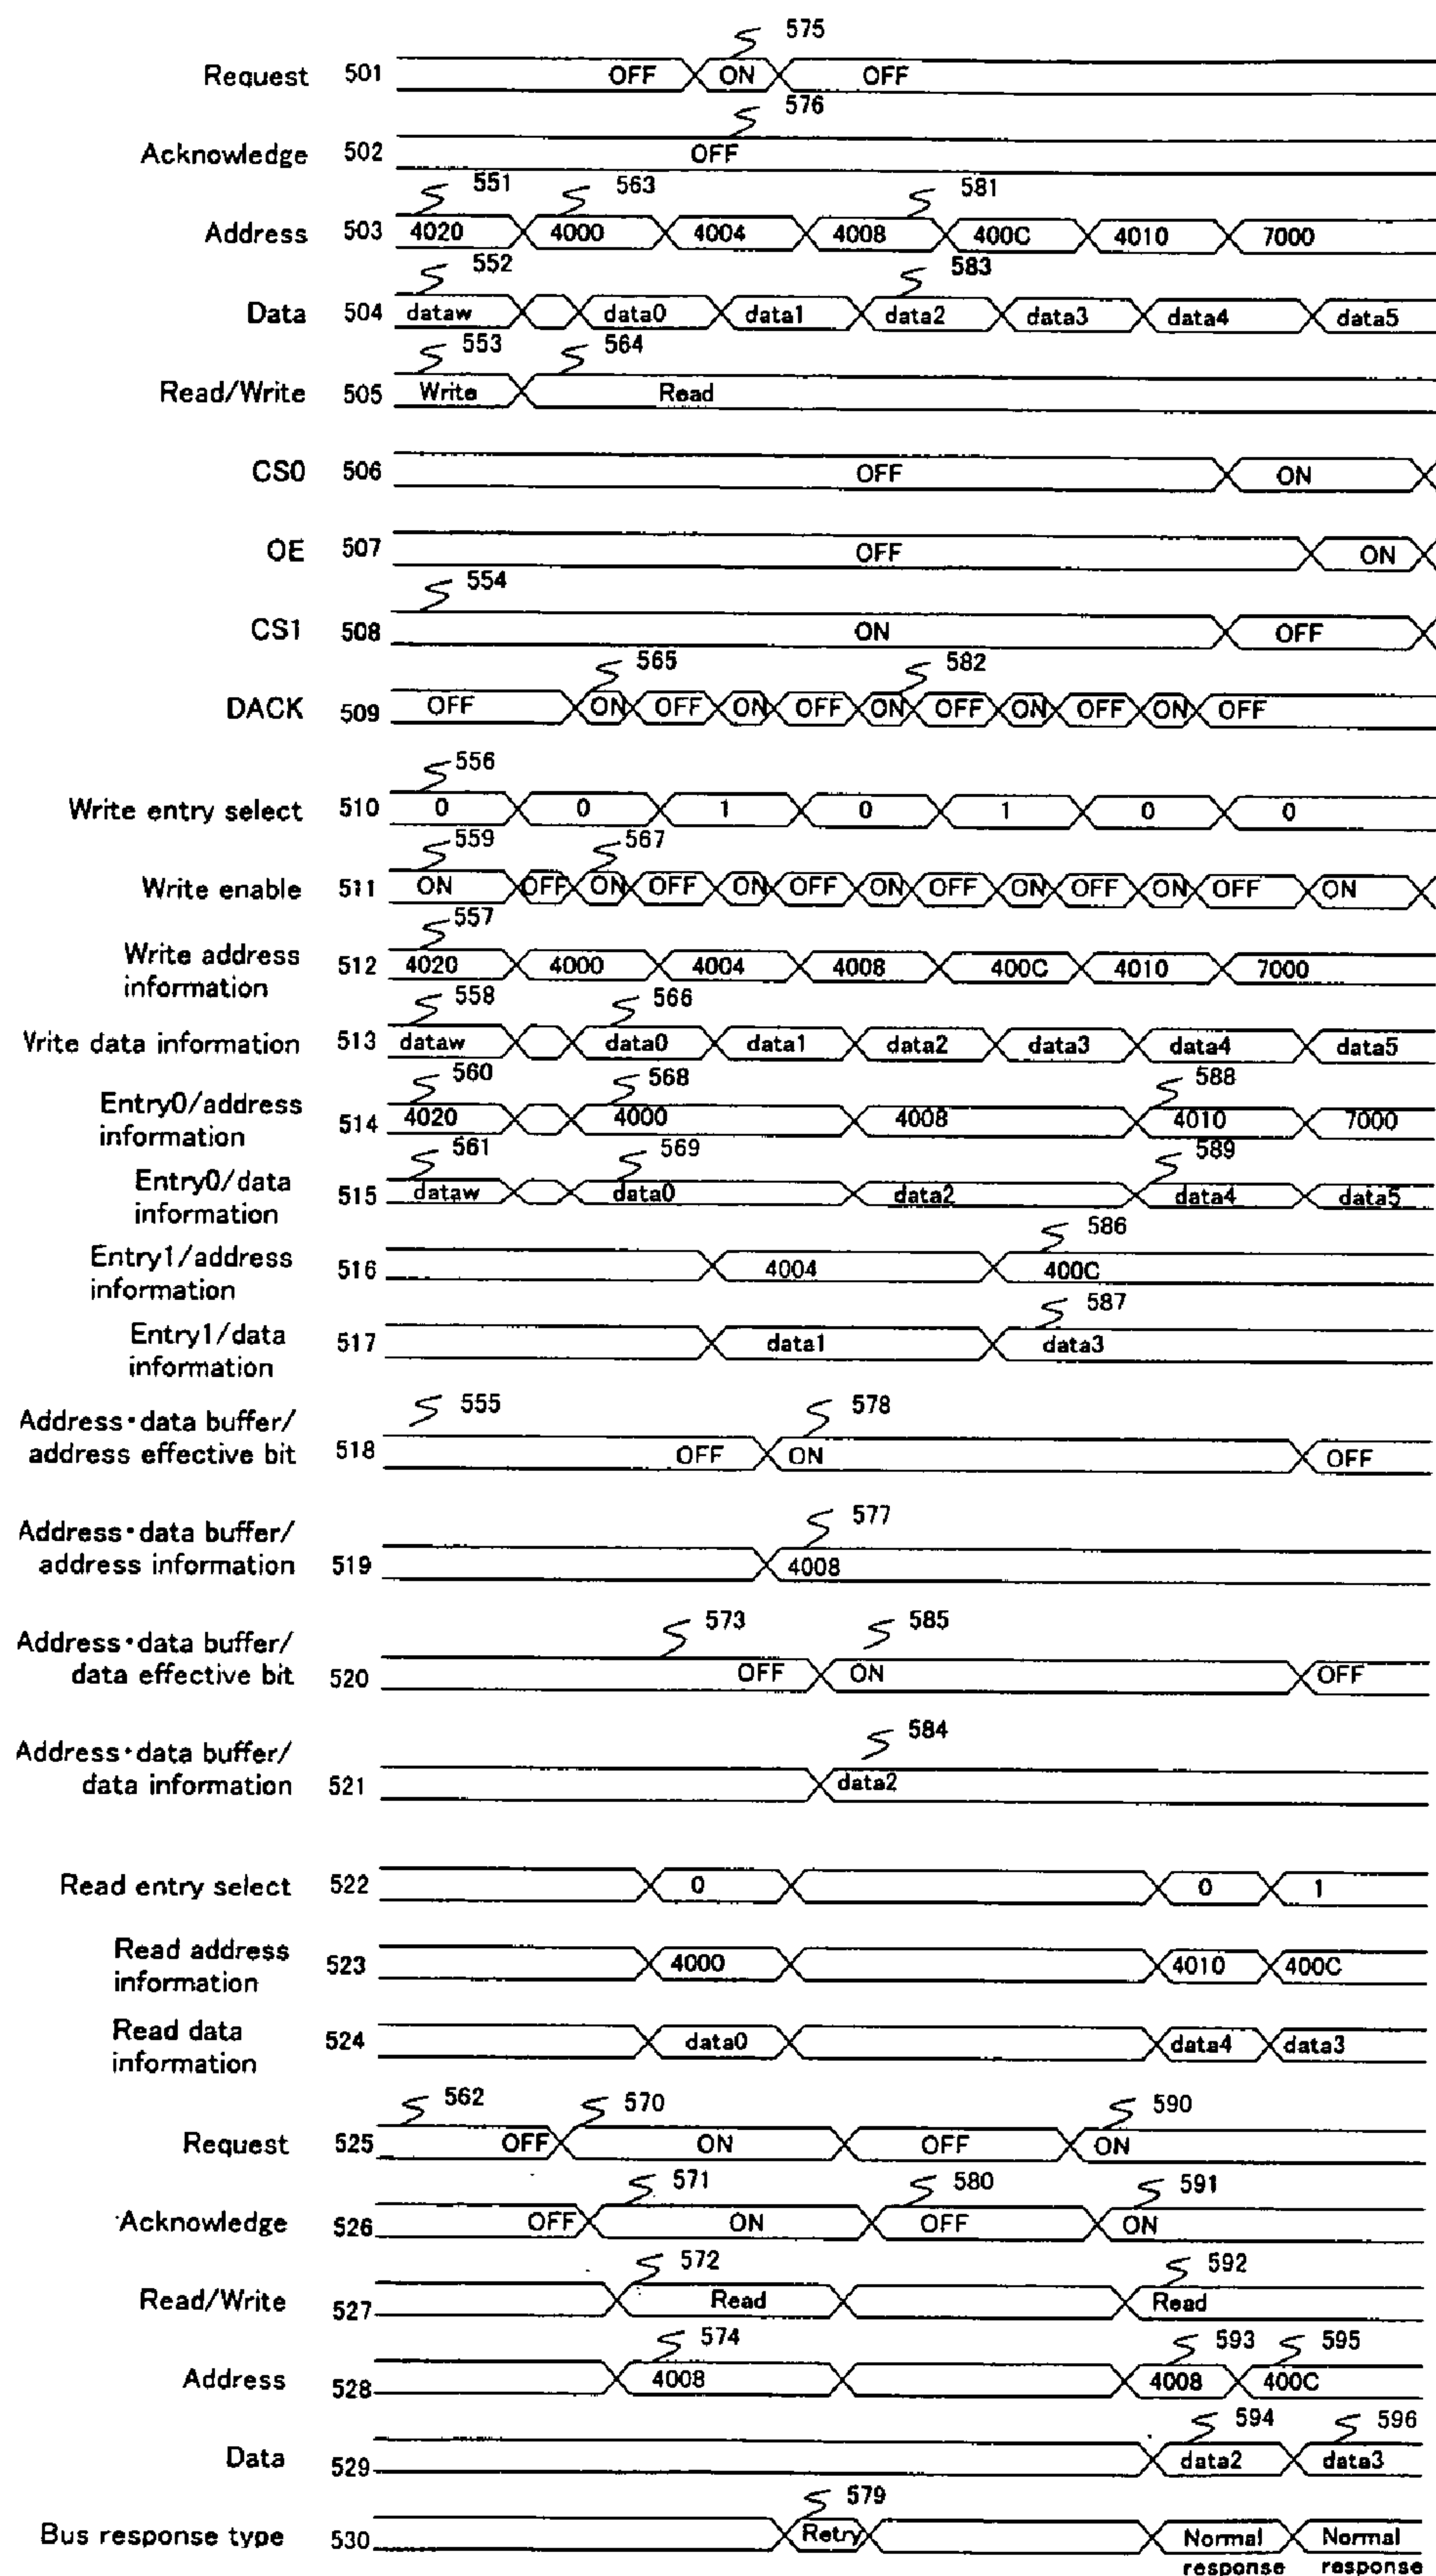 575
Request 501 OFF ON OFF
576
Acknowledge 502 OFF
551 563 581
Address 503 4020 4000 4004 4008 400C 4010 7000
552 583
Data 504 dataw data0 data1 data2 data3 data4 data5
553 564
Read/Write 505 Write Read
CS0 506 OFF ON
OE 507 OFF ON
554
CS1 508 ON OFF
565 582
DACK 509 OFF ON OFF ON OFF ON OFF ON OFF ON OFF
556
Write entry select 510 0 0 1 0 1 0 0
559 567
Write enable 511 ON OFF ON OFF ON OFF ON OFF ON OFF ON OFF ON
557
Write address
information 512 4020 4000 4004 4008 400C 4010 7000
558 566
Vrite data information 513 dataw data0 data1 data2 data3 data4 data5
560 568 588
Entry0/address
information 514 4020 4000 4008 4010 7000
561 569 589
Entry0/data
information 515 dataw data0 data2 data4 data5
586
Entry1/address
information 516 4004 400C
587
Entry1/data
information 517 data1 data3
555 578
Address・data buffer/
address effective bit 518 OFF ON OFF
577
Address・data buffer/
address information 519 4008
573 585
Address・data buffer/
data effective bit 520 OFF ON OFF
584
Address・data buffer/
data information 521 data2
Read entry select 522 0 0 1
Read address
information 523 4000 4010 400C
Read data
information 524 data0 data4 data3
562 570 590
Request 525 OFF ON OFF ON
571 580 591
Acknowledge 526 OFF ON OFF ON
572 592
Read/Write 527 Read Read
574 593 595
Address 528 4008 4008 400C
594 596
Data 529 data2 data3
579
Bus response type 530 Retry Normal Normal
response response